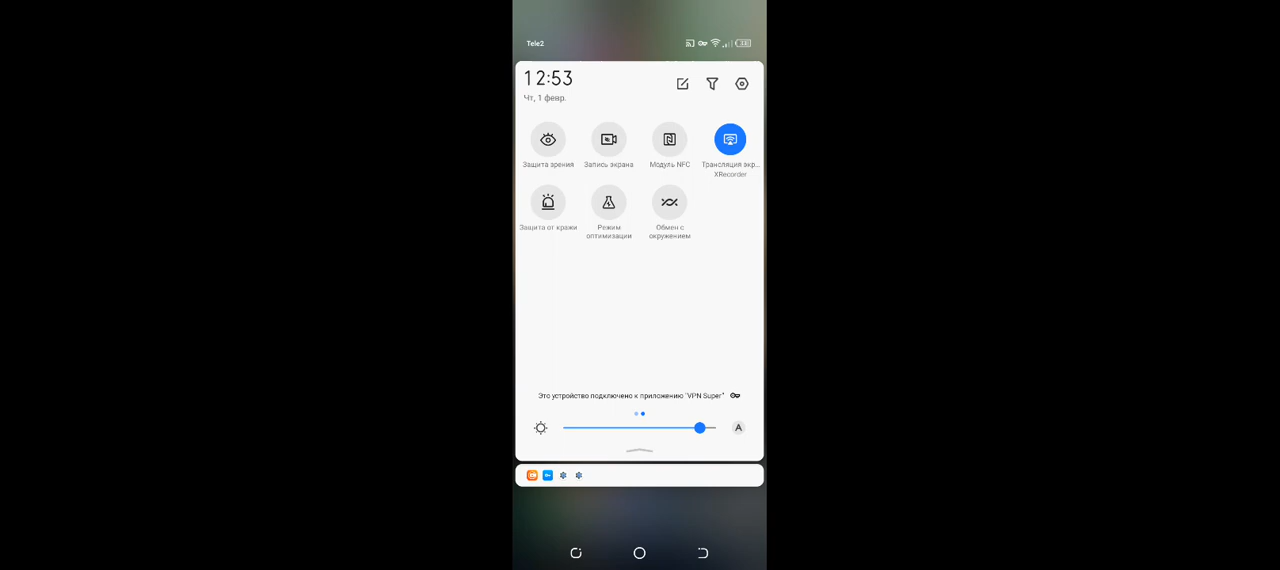 Tele2
12:53
Чт, 1 февр.
Защита зрения
Запись экрана
Модуль NFC
Трансляция экр...
XRecorder
Защита от кражи
Режим
оптимизации
Обмен с
окружением
Это устройство подключено к приложению "VPN Super"
A